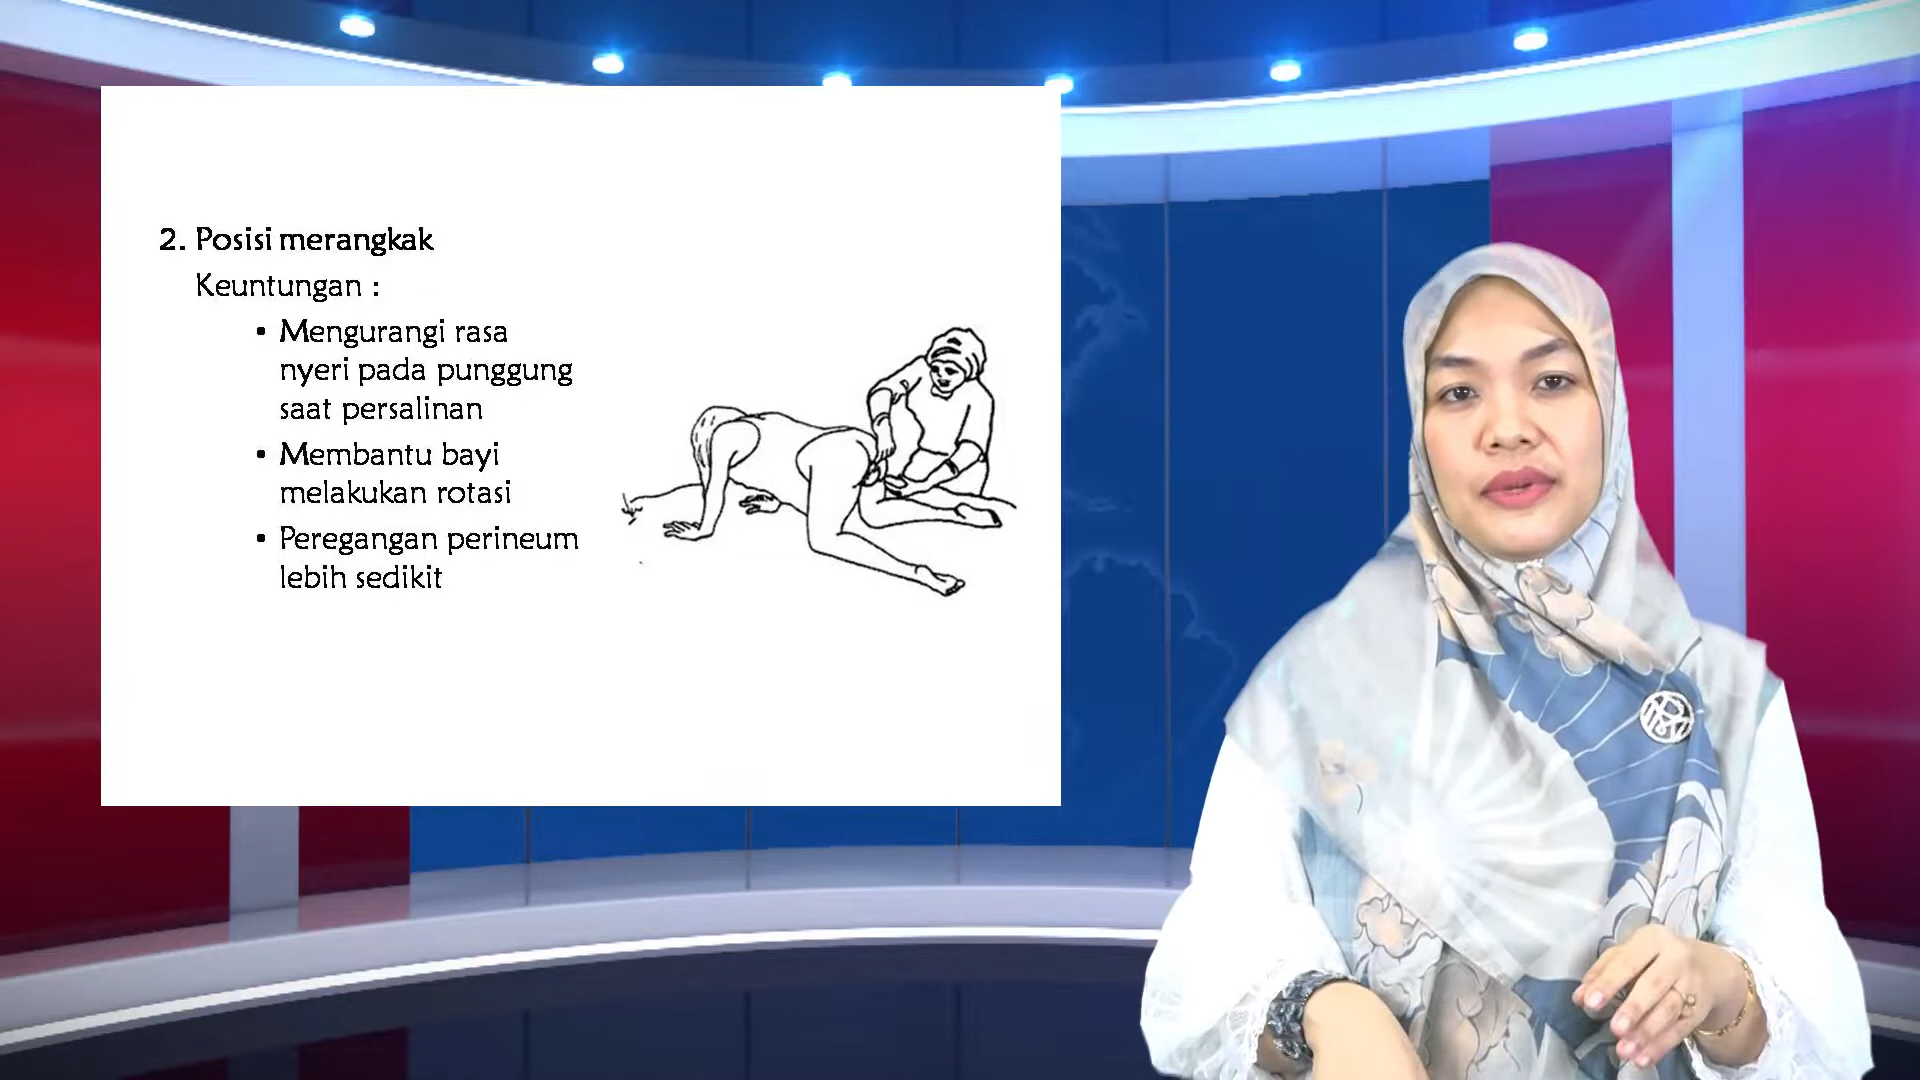 2. Posisi merangkak
Keuntungan :
• Mengurangi rasa
nyeri pada punggung
saat persalinan
• Membantu bayi
melakukan rotasi
• Peregangan perineum
lebih sedikit